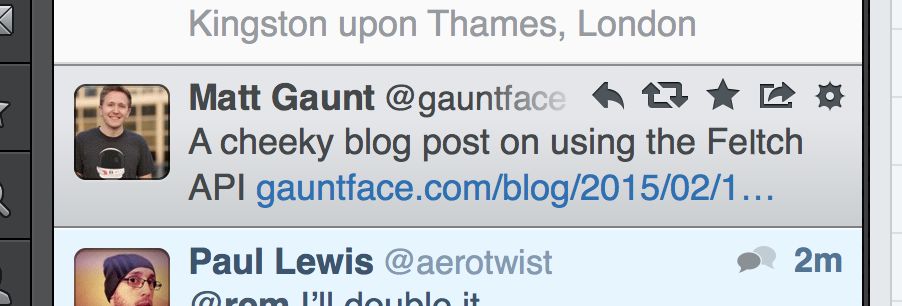 Kingston upon Thames, London
Matt Gaunt @gauntface
A cheeky blog post on using the Feltch
API gauntface.com/blog/2015/02/1…
Paul Lewis @aerotwist 2m
@rem I'll double it